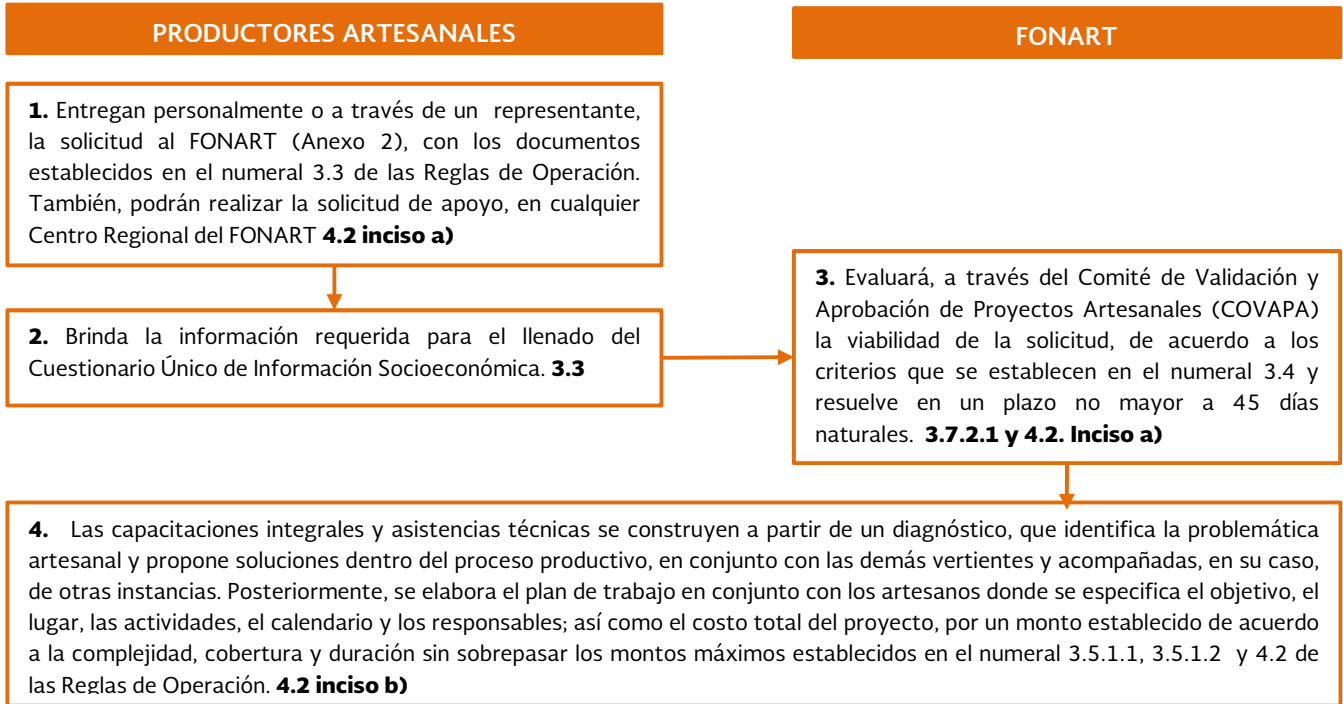 PRODUCTORES ARTESANALES
FONART
1. Entregan personalmente o a través de un representante,
la solicitud al FONART (Anexo 2), con los documentos
establecidos en el numeral 3.3 de las Reglas de Operación.
También, podrán realizar la solicitud de apoyo, en cualquier
Centro Regional del FONART 4.2 inciso a)
2. Brinda la información requerida para el llenado del
Cuestionario Único de Información Socioeconómica. 3.3
3. Evaluará, a través del Comité de Validación y
Aprobación de Proyectos Artesanales (COVAPA)
la viabilidad de la solicitud, de acuerdo a los
criterios que se establecen en el numeral 3.4 y
resuelve en un plazo no mayor a 45 días
naturales. 3.7.2.1 y 4.2. Inciso a)
4. Las capacitaciones integrales y asistencias técnicas se construyen a partir de un diagnóstico, que identifica la problemática
artesanal y propone soluciones dentro del proceso productivo, en conjunto con las demás vertientes y acompañadas, en su caso,
de otras instancias. Posteriormente, se elabora el plan de trabajo en conjunto con los artesanos donde se especifica el objetivo, el
lugar, las actividades, el calendario y los responsables; así como el costo total del proyecto, por un monto establecido de acuerdo
a la complejidad, cobertura y duración sin sobrepasar los montos máximos establecidos en el numeral 3.5.1.1, 3.5.1.2 y 4.2 de
las Reglas de Operación. 4.2 inciso b)